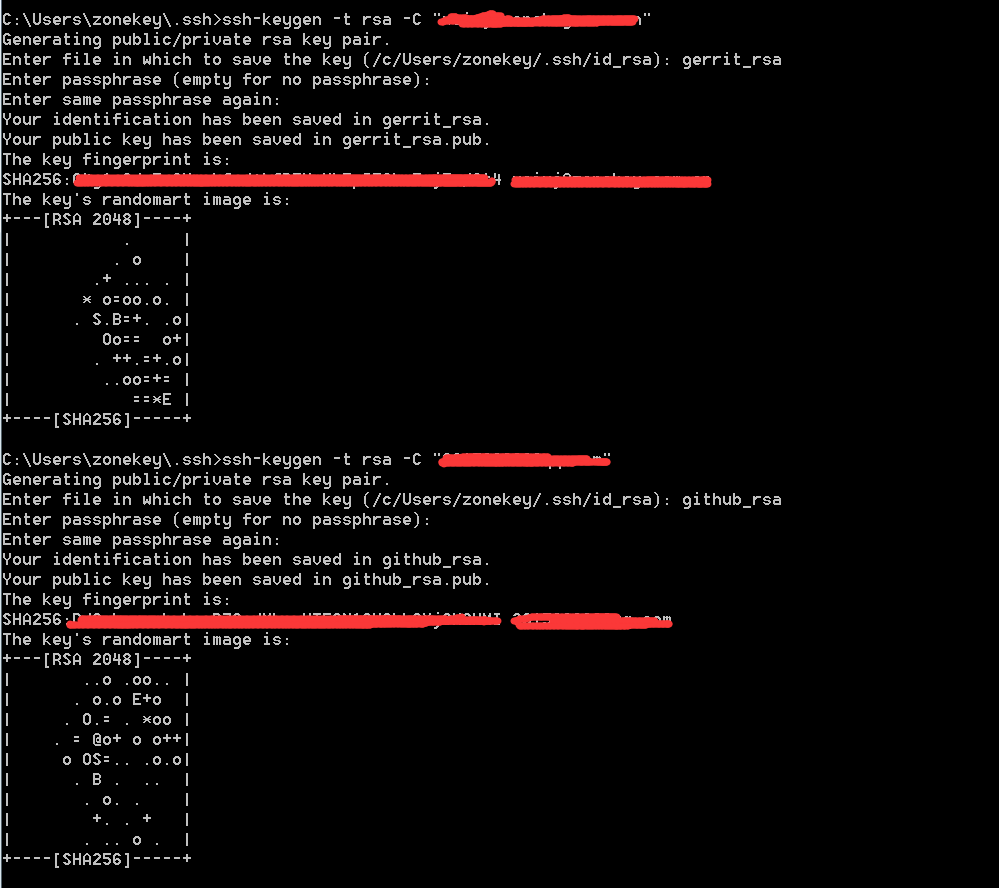 C:\Users\zonekey\.ssh>ssh-keygen -t rsa -C "
Generating public/private rsa key pair.
Enter file in which to save the key (/c/Users/zonekey/.ssh/id_rsa): gerrit_rsa
Enter passphrase (empty for no passphrase):
Enter same passphrase again:
Your identification has been saved in gerrit_rsa.
Your public key has been saved in gerrit_rsa.pub.
The key fingerprint is:
SHA256:
The key's randomart image is:
+---[RSA 2048]----+
|            .      |
|           . o     |
|         .+ .... . |
|        * o=oo.o. |
|       . S.B=+. .o|
|          Oo==  o+|
|         . ++.=+.o|
|          ..oo=+= |
|             ==*E |
+----[SHA256]-----+
C:\Users\zonekey\.ssh>ssh-keygen -t rsa -C "
Generating public/private rsa key pair.
Enter file in which to save the key (/c/Users/zonekey/.ssh/id_rsa): github_rsa
Enter passphrase (empty for no passphrase):
Enter same passphrase again:
Your identification has been saved in github_rsa.
Your public key has been saved in github_rsa.pub.
The key fingerprint is:
SHA256:
The key's randomart image is:
+---[RSA 2048]----+
|        ..o .oo.. |
|       . o.o E+o  |
|      . O.= . *oo |
|     . = @o+ o o++|
|      o OS=.. .o.o|
|       . B .  ..  |
|        . o. .    |
|         +. . +   |
|        . .. o .  |
+----[SHA256]-----+